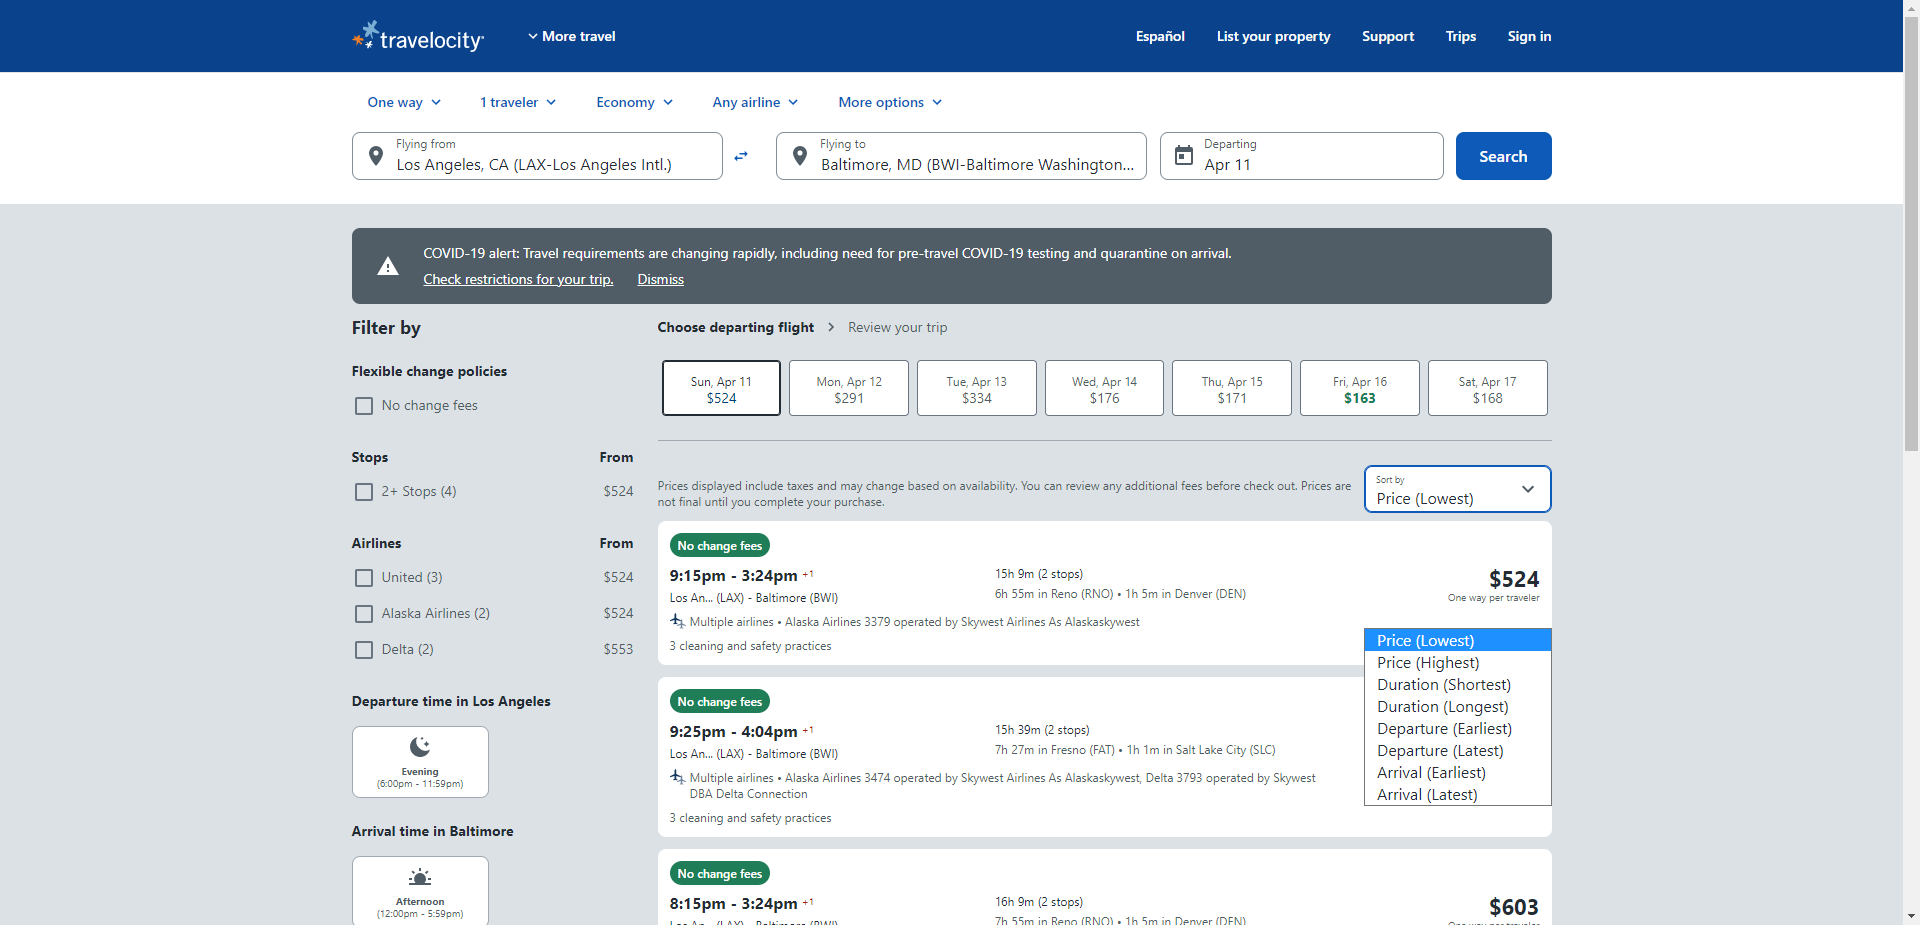 travelocity
More travel
Español
List your property
Support
Trips
Sign in
One way
1 traveler
Economy
Any airline
More options
Flying from
Los Angeles, CA (LAX-Los Angeles Intl.)
Flying to
Baltimore, MD (BWI-Baltimore Washington...
Departing
Apr 11
Search
COVID-19 alert: Travel requirements are changing rapidly, including need for pre-travel COVID-19 testing and quarantine on arrival.
Check restrictions for your trip.
Dismiss
Filter by
Flexible change policies
No change fees
Stops
From
2+ Stops (4)
$524
Airlines
From
United (3)
$524
Alaska Airlines (2)
$524
Delta (2)
$553
Departure time in Los Angeles
Evening
(6:00pm - 11:59pm)
Arrival time in Baltimore
Afternoon
(12:00pm - 5:59pm)
Choose departing flight
Review your trip
Sun, Apr 11
$524
Mon, Apr 12
$291
Tue, Apr 13
$334
Wed, Apr 14
$176
Thu, Apr 15
$171
Fri, Apr 16
$163
Sat, Apr 17
$168
Prices displayed include taxes and may change based on availability. You can review any additional fees before check out. Prices are
not final until you complete your purchase.
Sort by
Price (Lowest)
No change fees
9:15pm - 3:24pm +1
Los An... (LAX) - Baltimore (BWI)
15h 9m (2 stops)
6h 55m in Reno (RNO) • 1h 5m in Denver (DEN)
$524
One way per traveler
Multiple airlines • Alaska Airlines 3379 operated by Skywest Airlines As Alaskaskywest
3 cleaning and safety practices
Price (Lowest)
Price (Highest)
Duration (Shortest)
Duration (Longest)
Departure (Earliest)
Departure (Latest)
Arrival (Earliest)
Arrival (Latest)
No change fees
9:25pm - 4:04pm +1
Los An... (LAX) - Baltimore (BWI)
15h 39m (2 stops)
7h 27m in Fresno (FAT) • 1h 1m in Salt Lake City (SLC)
Multiple airlines • Alaska Airlines 3474 operated by Skywest Airlines As Alaskaskywest, Delta 3793 operated by Skywest
DBA Delta Connection
3 cleaning and safety practices
No change fees
8:15pm - 3:24pm +1
Los An... (LAX) - Baltimore (BWI)
16h 9m (2 stops)
7h 55m in Reno (RNO) • 1h 5m in Denver (DEN)
$603
One way per traveler